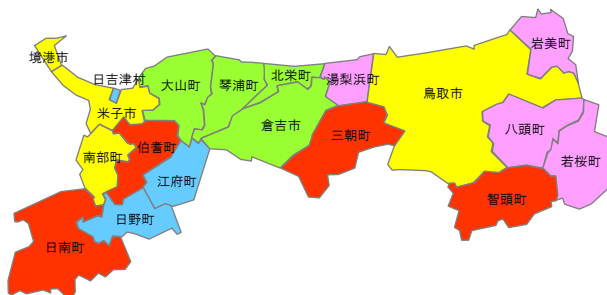 岩美町
境港市
日吉津村
大山町
琴浦町
北栄町
湯梨浜町
鳥取市
米子市
倉吉市
三朝町
八頭町
伯耆町
南部町
若桜町
江府町
智頭町
日野町
日南町